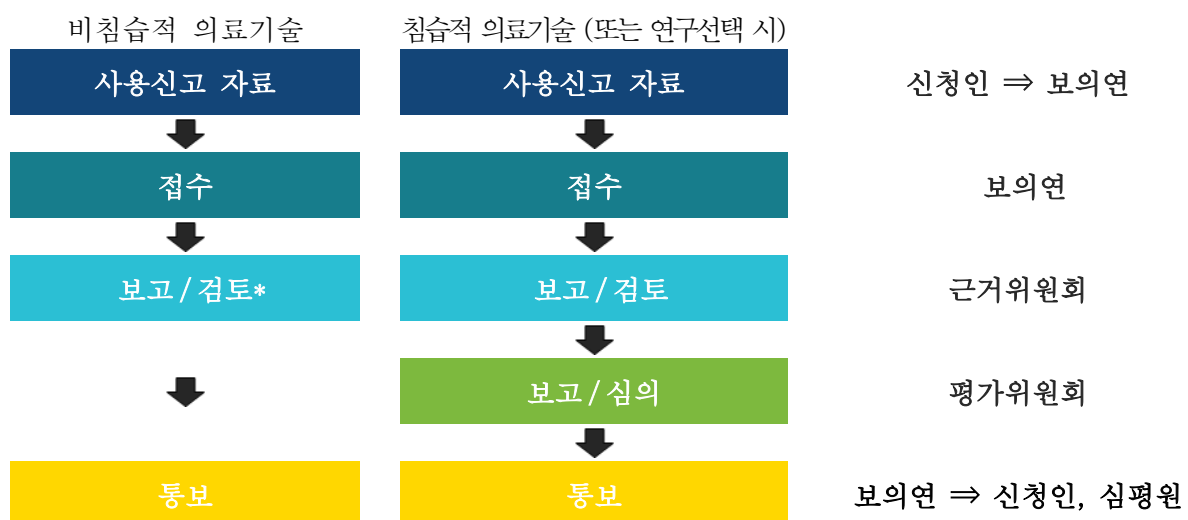 비침습적 의료기술 침습적 의료기술 (또는 연구선택 시)
사용신고 자료 사용신고 자료 신청인 ⇒ 보의연
접수 접수 보의연
보고/검토* 보고/검토 근거위원회
보고/심의 평가위원회
통보 통보 보의연 ⇒ 신청인, 심평원